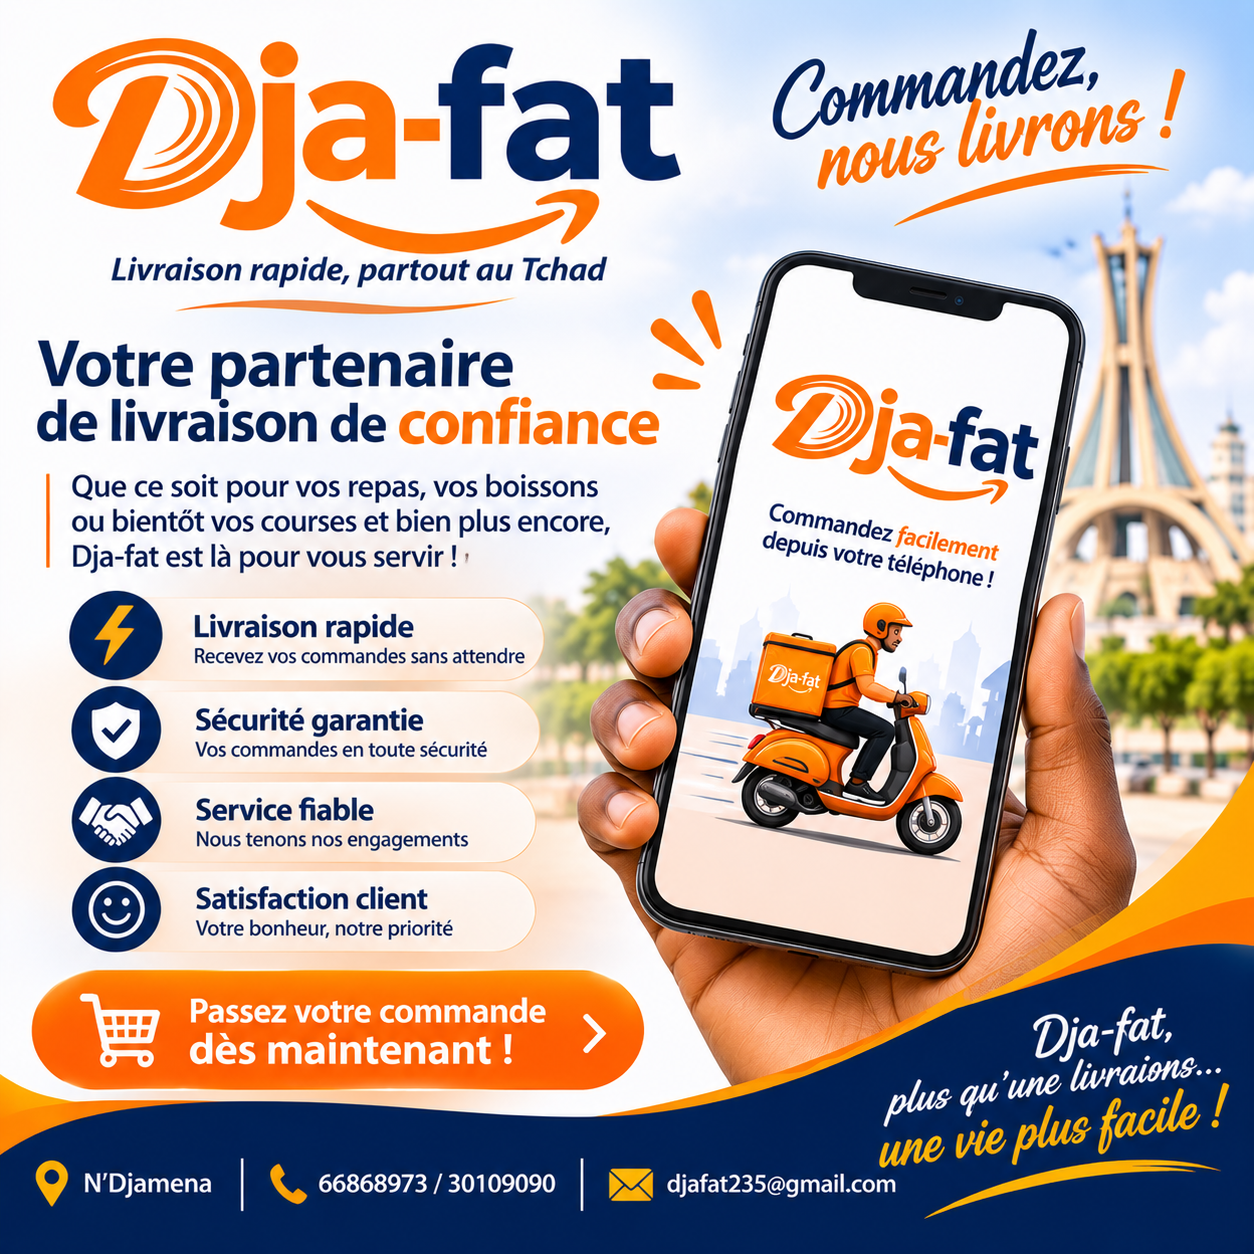 Dja-fat
Livraison rapide, partout au Tchad
Commandez,
nous livrons !
Votre partenaire
de livraison de confiance
Que ce soit pour vos repas, vos boissons
ou bientôt vos courses et bien plus encore,
Dja-fat est là pour vous servir !
Livraison rapide
Recevez vos commandes sans attendre
Sécurité garantie
Vos commandes en toute sécurité
Service fiable
Nous tenons nos engagements
Satisfaction client
Votre bonheur, notre priorité
Passez votre commande
dès maintenant !
Dja-fat
Commandez facilement
depuis votre téléphone !
Dja-fat
Dja-fat,
plus qu'une livraions...
une vie plus facile !
N'Djamena
66868973 / 30109090
djafat235@gmail.com